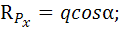 R_{P_x} = qcosα;